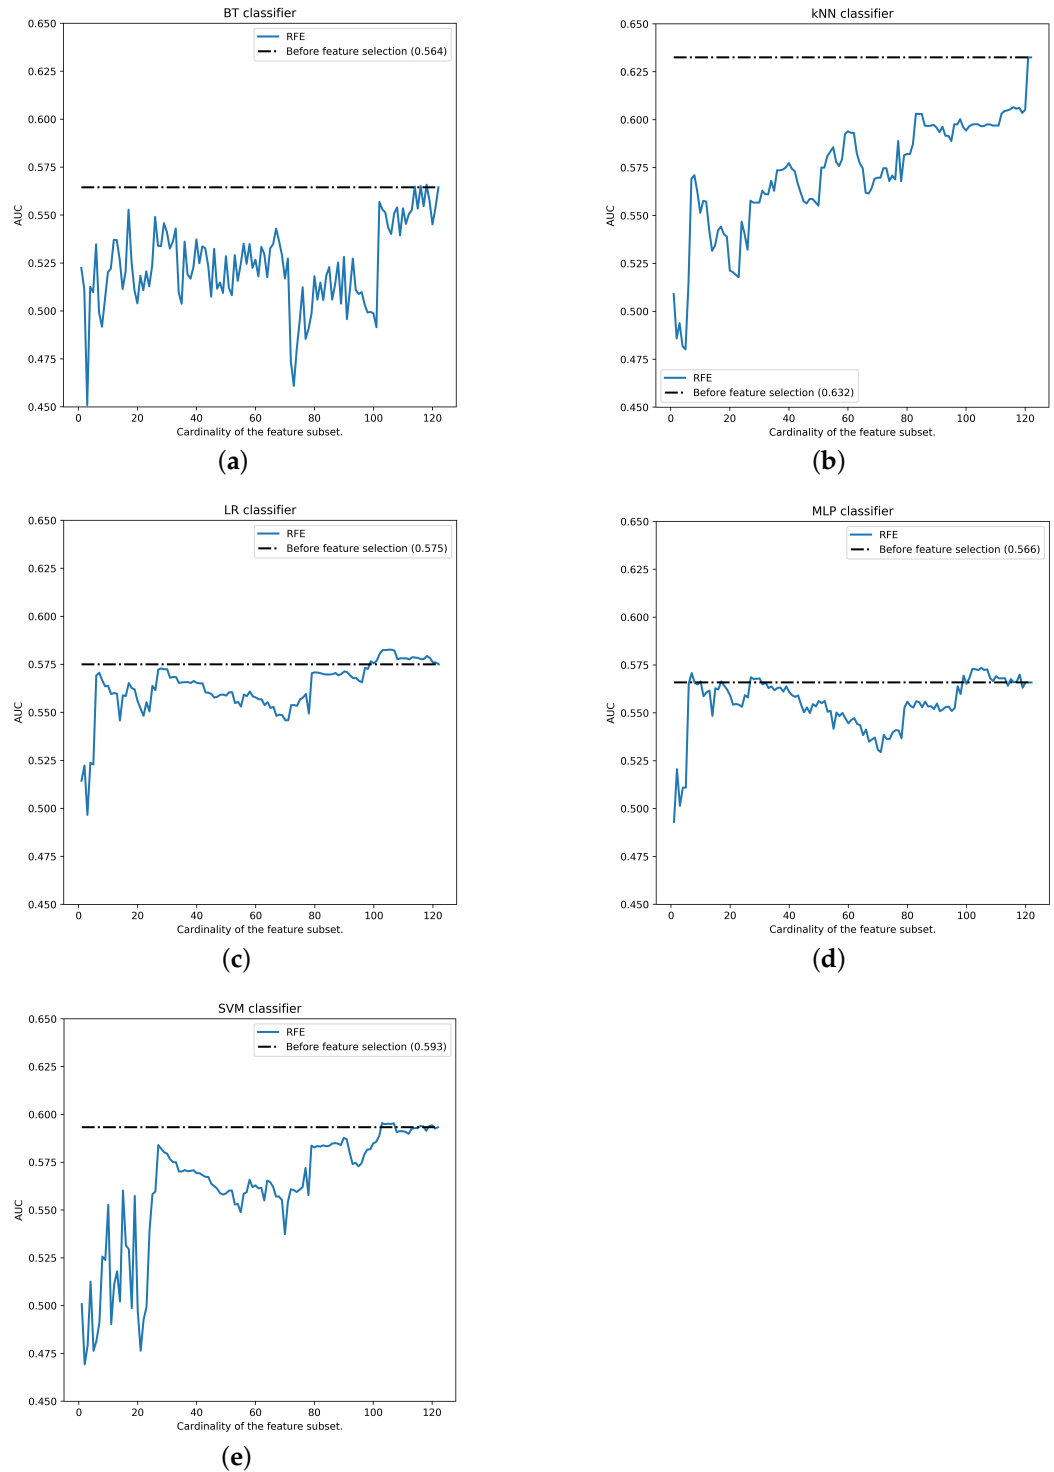 BT classifier
0.650
0.625
0.600
0.575
0.550
0.525
0.500
0.475
0.450
AUC
RFE
Before feature selection (0.564)
0 20 40 60 80 100 120
Cardinality of the feature subset.
(a)
kNN classifier
0.650
0.625
0.600
0.575
0.550
0.525
0.500
0.475
0.450
AUC
RFE
Before feature selection (0.632)
0 20 40 60 80 100 120
Cardinality of the feature subset.
(b)
LR classifier
0.650
0.625
0.600
0.575
0.550
0.525
0.500
0.475
0.450
AUC
RFE
Before feature selection (0.575)
0 20 40 60 80 100 120
Cardinality of the feature subset.
(c)
MLP classifier
0.650
0.625
0.600
0.575
0.550
0.525
0.500
0.475
0.450
AUC
RFE
Before feature selection (0.566)
0 20 40 60 80 100 120
Cardinality of the feature subset.
(d)
SVM classifier
0.650
0.625
0.600
0.575
0.550
0.525
0.500
0.475
0.450
AUC
RFE
Before feature selection (0.593)
0 20 40 60 80 100 120
Cardinality of the feature subset.
(e)